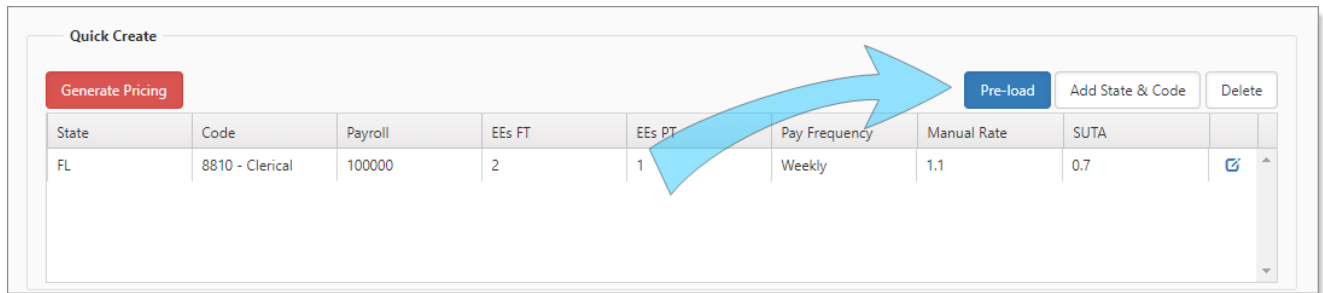 Quick Create
Generate Pricing Pre-load Add State & Code Delete
State Code Payroll EEs FT EEs PT Pay Frequency Manual Rate SUTA
FL 8810 - Clerical 100000 2 1 Weekly 1.1 0.7